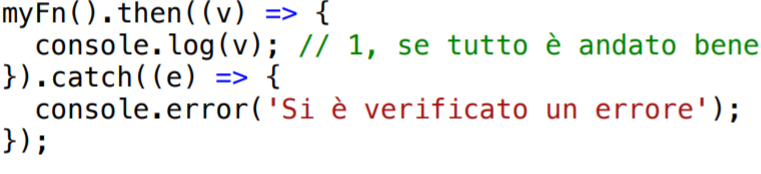 myFn().then((v) => {
  console.log(v); // 1, se tutto è andato bene
}).catch((e) => {
  console.error('Si è verificato un errore');
});